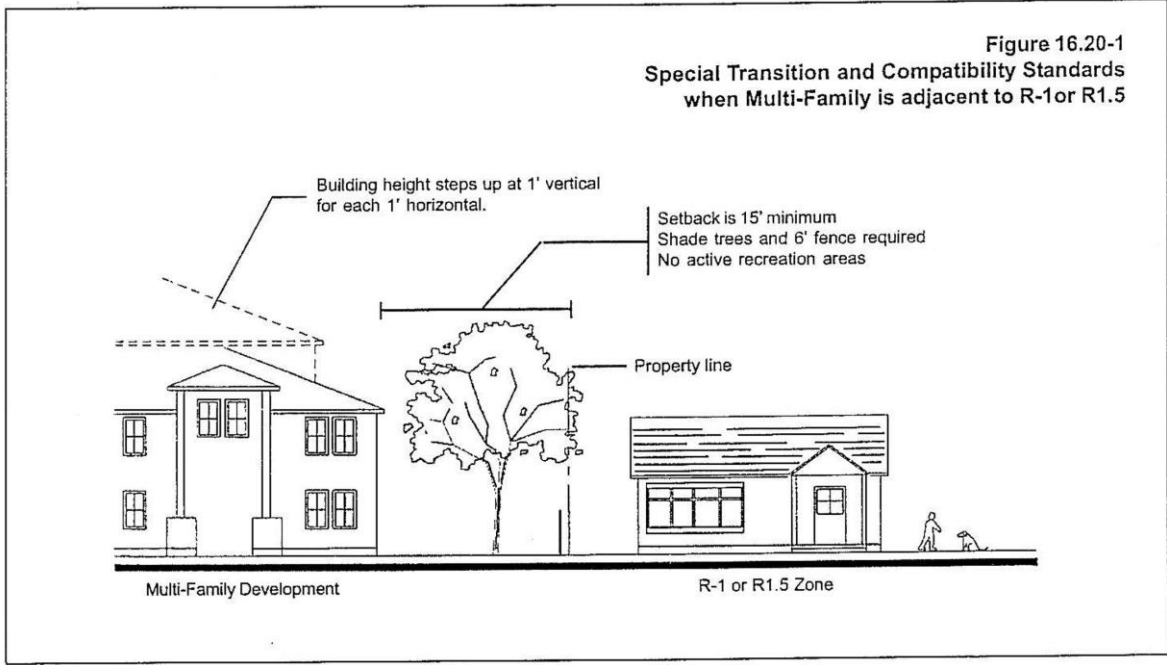 Figure 16.20-1
Special Transition and Compatibility Standards
when Multi-Family is adjacent to R-1or R1.5
Building height steps up at 1' vertical
for each 1' horizontal.
Setback is 15' minimum
Shade trees and 6' fence required
No active recreation areas
Property line
Multi-Family Development
R-1 or R1.5 Zone